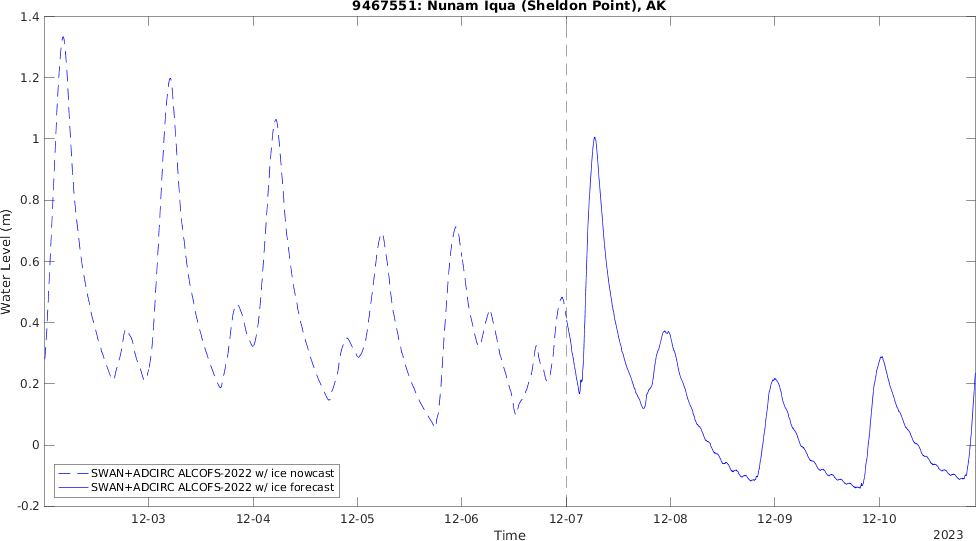 9467551: Nunam Iqua (Sheldon Point), AK
1.4
1.2
1
0.8
0.6
0.4
0.2
0
-0.2
Water Level (m)
SWAN+ADCIRC ALCOFS-2022 w/ ice nowcast
SWAN+ADCIRC ALCOFS-2022 w/ ice forecast
12-03 12-04 12-05 12-06 12-07 12-08 12-09 12-10
Time
2023